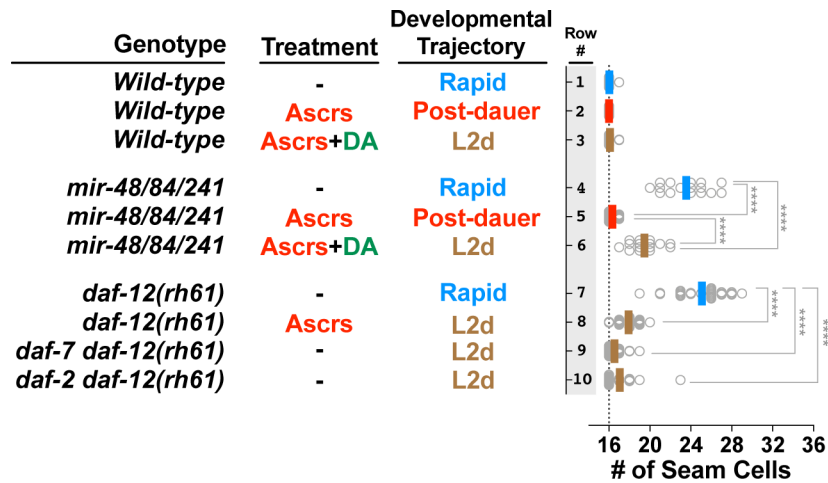 Genotype Treatment Developmental Trajectory Row #
Wild-type - Rapid 1
Wild-type Ascrs Post-dauer 2
Wild-type Ascrs+DA L2d 3
mir-48/84/241 - Rapid 4
mir-48/84/241 Ascrs Post-dauer 5
mir-48/84/241 Ascrs+DA L2d 6
daf-12(rh61) - Rapid 7
daf-12(rh61) Ascrs L2d 8
daf-7 daf-12(rh61) - L2d 9
daf-2 daf-12(rh61) - L2d 10
****
****
****
****
****
****
16 20 24 28 32 36
# of Seam Cells